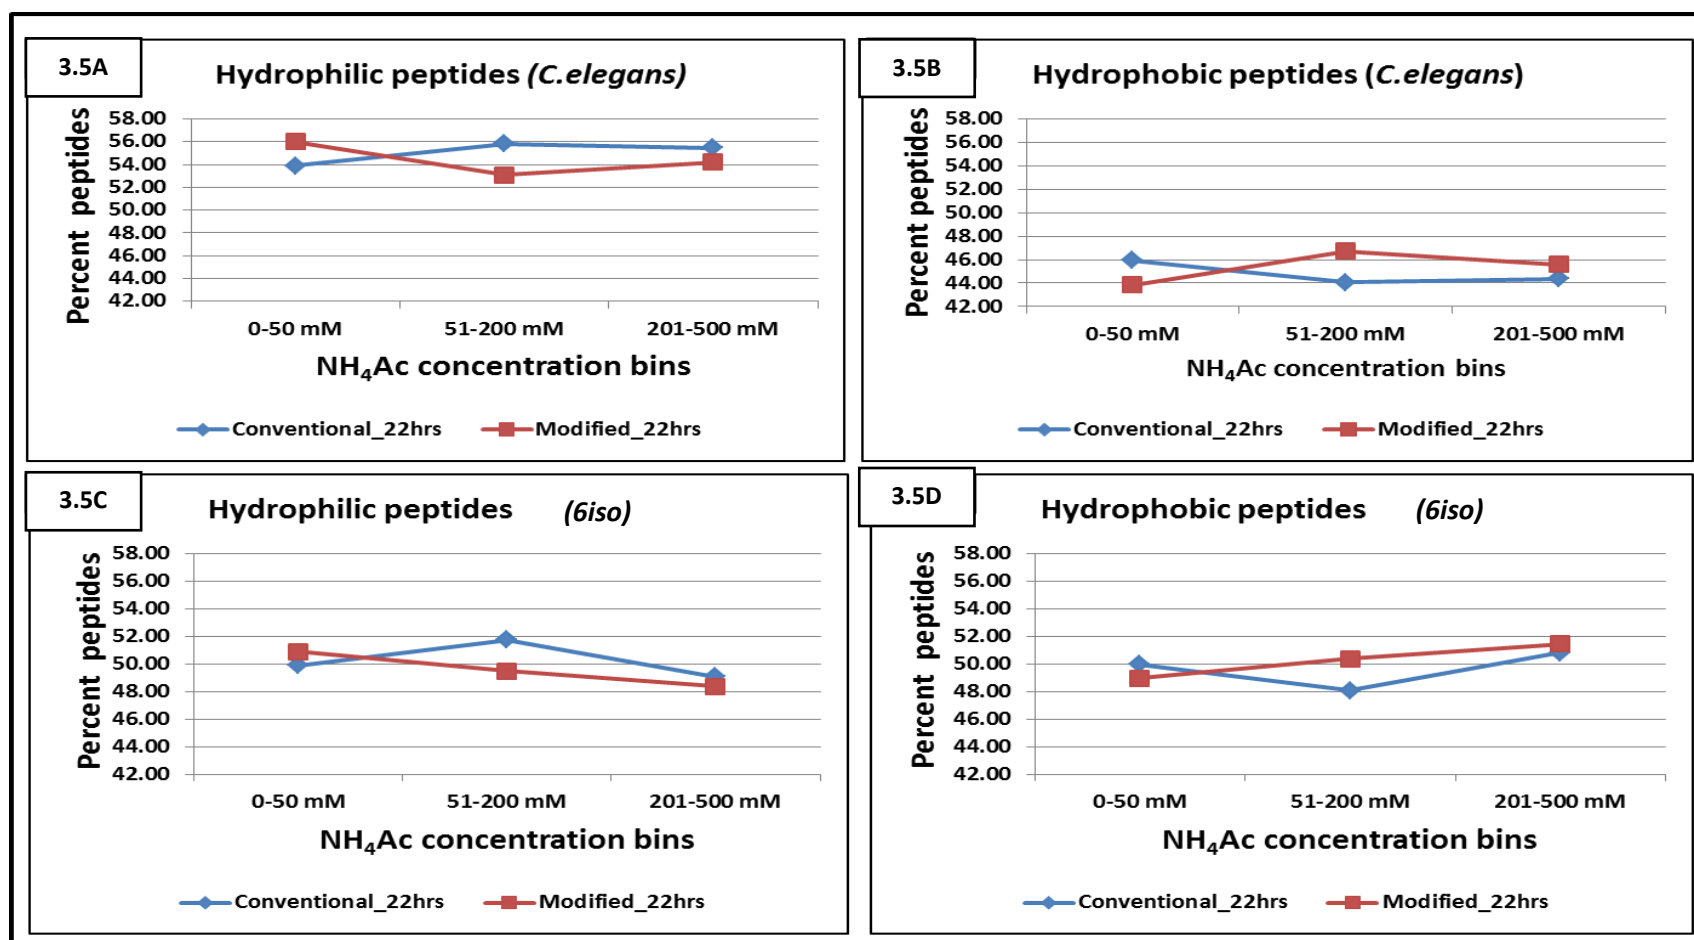 3.5A
Hydrophilic peptides (C.elegans)
Percent peptides
58.00
56.00
54.00
52.00
50.00
48.00
46.00
44.00
42.00
0-50 mM 51-200 mM 201-500 mM
NH₄Ac concentration bins
Conventional_22hrs Modified_22hrs
3.5B
Hydrophobic peptides (C.elegans)
Percent peptides
58.00
56.00
54.00
52.00
50.00
48.00
46.00
44.00
42.00
0-50 mM 51-200 mM 201-500 mM
NH₄Ac concentration bins
Conventional_22hrs Modified_22hrs
3.5C
Hydrophilic peptides (6iso)
Percent peptides
58.00
56.00
54.00
52.00
50.00
48.00
46.00
44.00
42.00
0-50 mM 51-200 mM 201-500 mM
NH₄Ac concentration bins
Conventional_22hrs Modified_22hrs
3.5D
Hydrophobic peptides (6iso)
Percent peptides
58.00
56.00
54.00
52.00
50.00
48.00
46.00
44.00
42.00
0-50 mM 51-200 mM 201-500 mM
NH₄Ac concentration bins
Conventional_22hrs Modified_22hrs